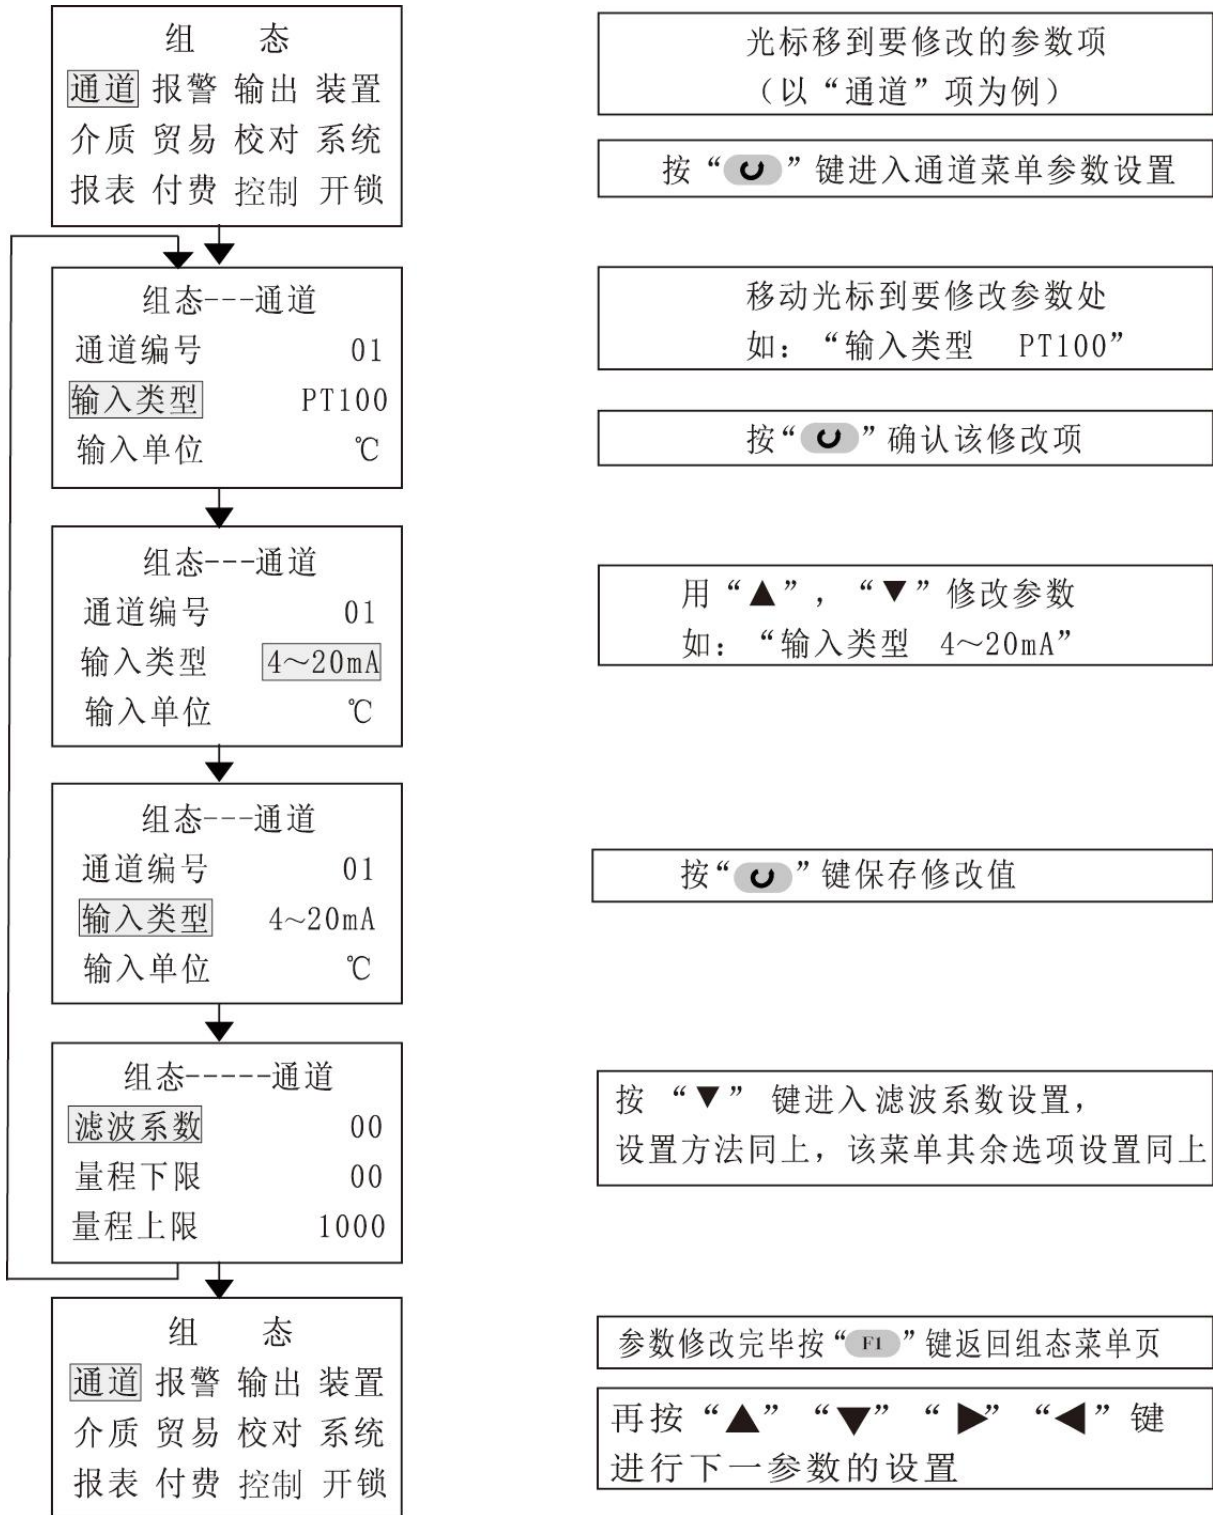 组 态
通道 报警 输出 装置
介质 贸易 校对 系统
报表 付费 控制 开锁
光标移到要修改的参数项
（以“通道”项为例）
按“ ”键进入通道菜单参数设置
组态---通道
通道编号 01
输入类型 PT100
输入单位 ℃
移动光标到要修改参数处
如：“输入类型 PT100”
按“ ”确认该修改项
组态---通道
通道编号 01
输入类型 4～20mA
输入单位 ℃
用“▲”，“▼”修改参数
如：“输入类型 4～20mA”
组态---通道
通道编号 01
输入类型 4～20mA
输入单位 ℃
按“ ”键保存修改值
组态-----通道
滤波系数 00
量程下限 00
量程上限 1000
按 “▼” 键进入滤波系数设置，
设置方法同上，该菜单其余选项设置同上
组 态
通道 报警 输出 装置
介质 贸易 校对 系统
报表 付费 控制 开锁
参数修改完毕按“F1”键返回组态菜单页
再按“▲”“▼”“▶”“◀”键
进行下一参数的设置